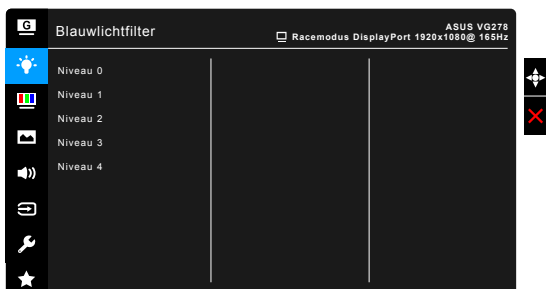 G
Blauwlichtfilter
ASUS VG278
Racemodus DisplayPort 1920x1080@ 165Hz
Niveau 0
Niveau 1
Niveau 2
Niveau 3
Niveau 4